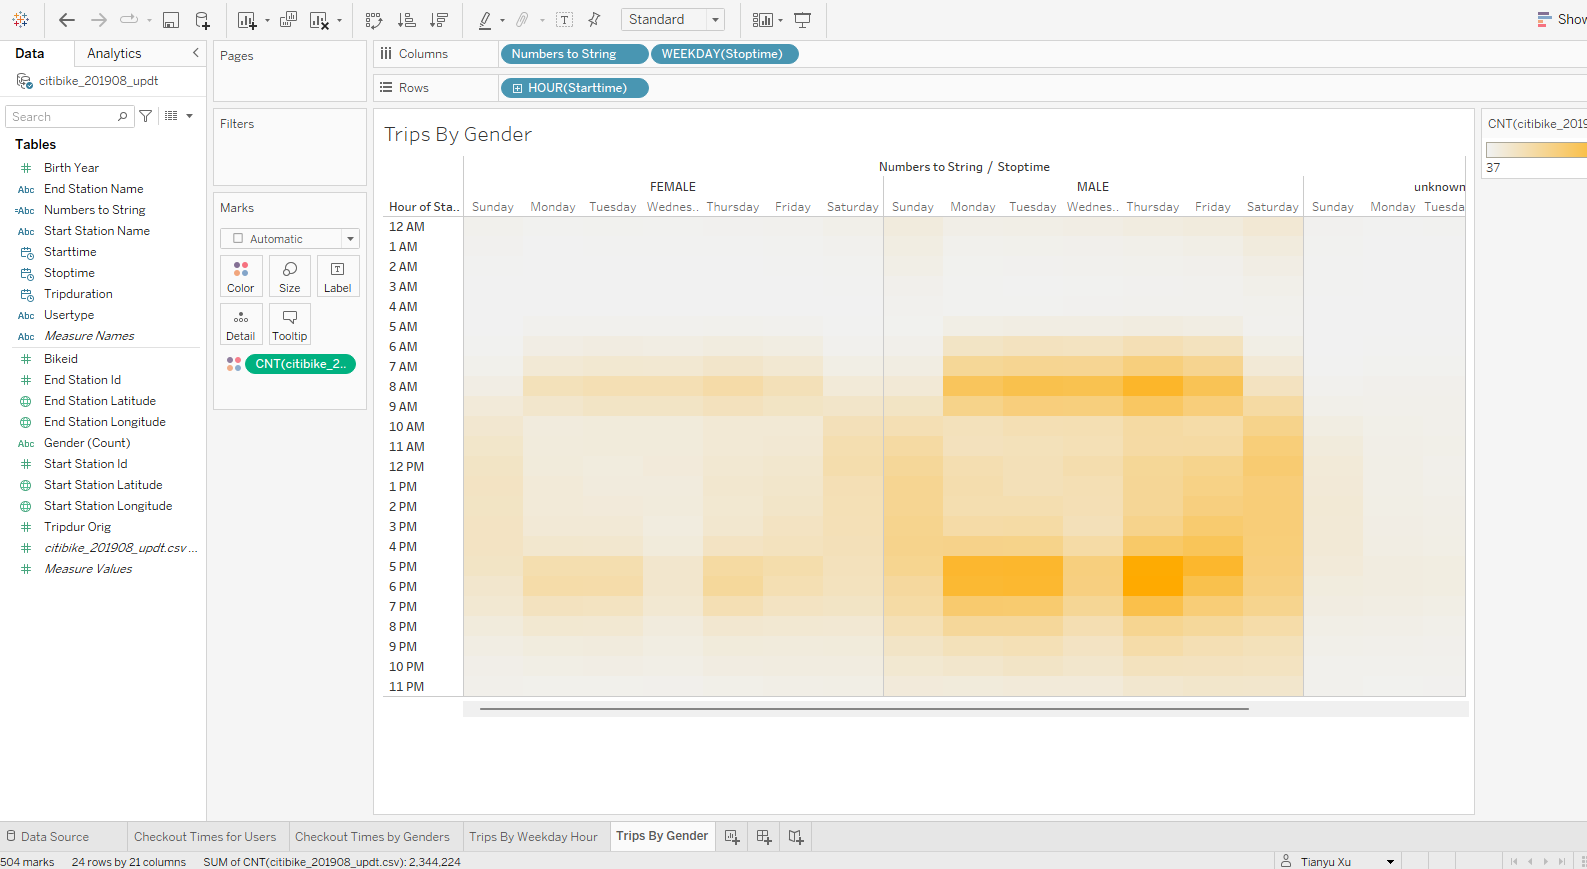 Standard
Show
Data
Analytics
citibike_201908_updt
Search
Tables
Birth Year
End Station Name
Numbers to String
Start Station Name
Starttime
Stoptime
Tripduration
Usertype
Measure Names
Bikeid
End Station Id
End Station Latitude
End Station Longitude
Gender (Count)
Start Station Id
Start Station Latitude
Start Station Longitude
Tripdur Orig
citibike_201908_updt.csv ...
Measure Values
Abc
=Abc
Abc
Abc
Abc
Abc
Pages
Filters
Marks
Automatic
Color
Size
Label
Detail
Tooltip
CNT(citibike_2..
Columns
Numbers to String
WEEKDAY(Stoptime)
Rows
HOUR(Starttime)
Trips By Gender
Numbers to String / Stoptime
FEMALE MALE unknown
Hour of Sta.. Sunday Monday Tuesday Wednes.. Thursday Friday Saturday Sunday Monday Tuesday Wednes.. Thursday Friday Saturday Sunday Monday Tuesda
12 AM
1 AM
2 AM
3 AM
4 AM
5 AM
6 AM
7 AM
8 AM
9 AM
10 AM
11 AM
12 PM
1 PM
2 PM
3 PM
4 PM
5 PM
6 PM
7 PM
8 PM
9 PM
10 PM
11 PM
CNT(citibike_2019
37
Data Source
Checkout Times for Users
Checkout Times by Genders
Trips By Weekday Hour
Trips By Gender
504 marks
24 rows by 21 columns
SUM of CNT(citibike_201908_updt.csv): 2,344,224
Tianyu Xu